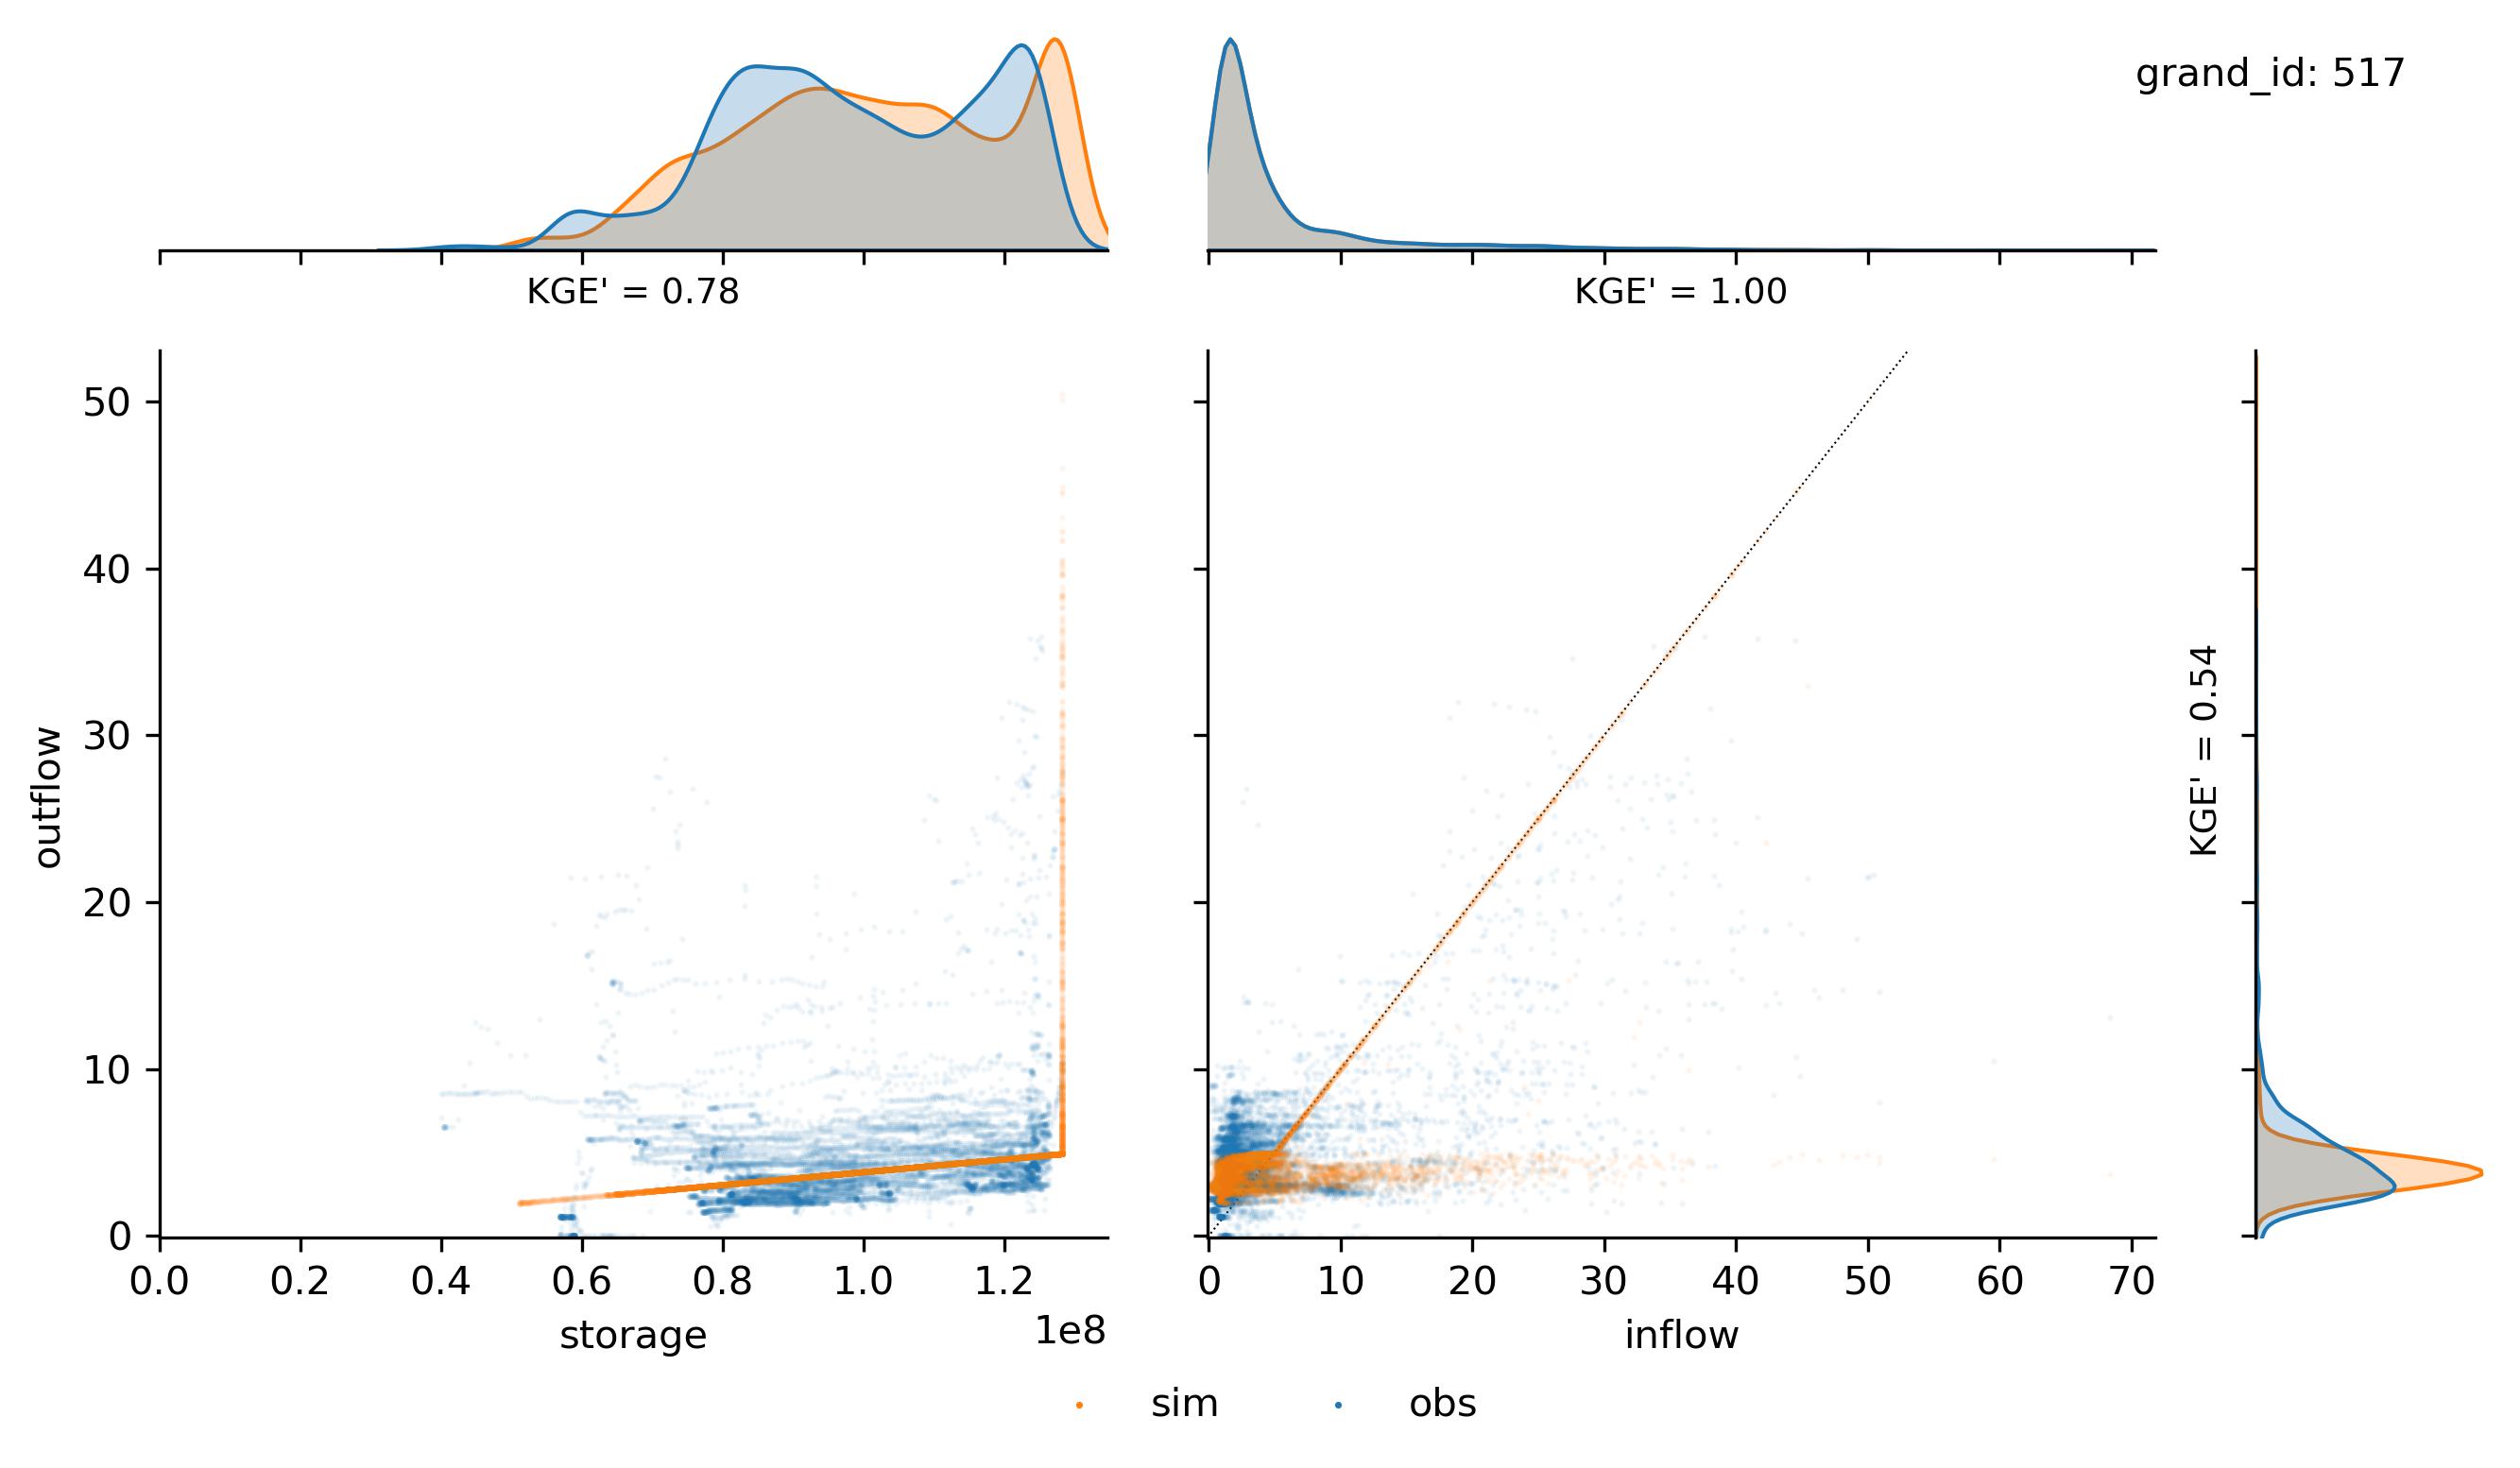 grand_id: 517
KGE' = 0.78
KGE' = 1.00
outflow
50
40
30
20
10
0
KGE' = 0.54
0.0 0.2 0.4 0.6 0.8 1.0 1.2
0 10 20 30 40 50 60 70
storage
1e8
inflow
sim
obs